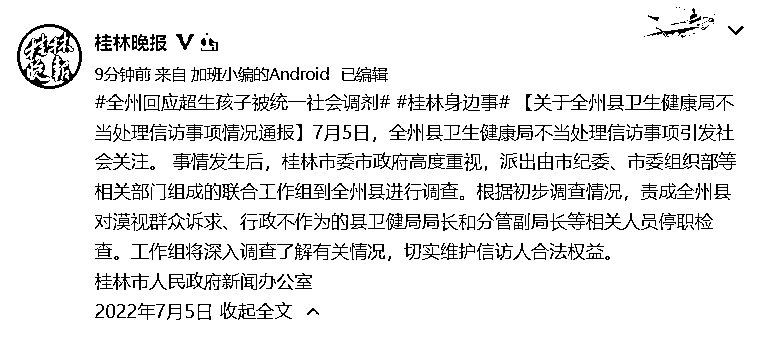 桂林晚报
桂林晚报
9分钟前 来自 加班小编的Android 已编辑
#全州回应超生孩子被统一社会调剂# #桂林身边事# 【关于全州县卫生健康局不
当处理信访事项情况通报】7月5日，全州县卫生健康局不当处理信访事项引发社
会关注。 事情发生后，桂林市委市政府高度重视，派出由市纪委、市委组织部等
相关部门组成的联合工作组到全州县进行调查。根据初步调查情况，责成全州县
对漠视群众诉求、行政不作为的县卫健局局长和分管副局长等相关人员停职检
查。工作组将深入调查了解有关情况，切实维护信访人合法权益。
桂林市人民政府新闻办公室
2022年7月5日 收起全文